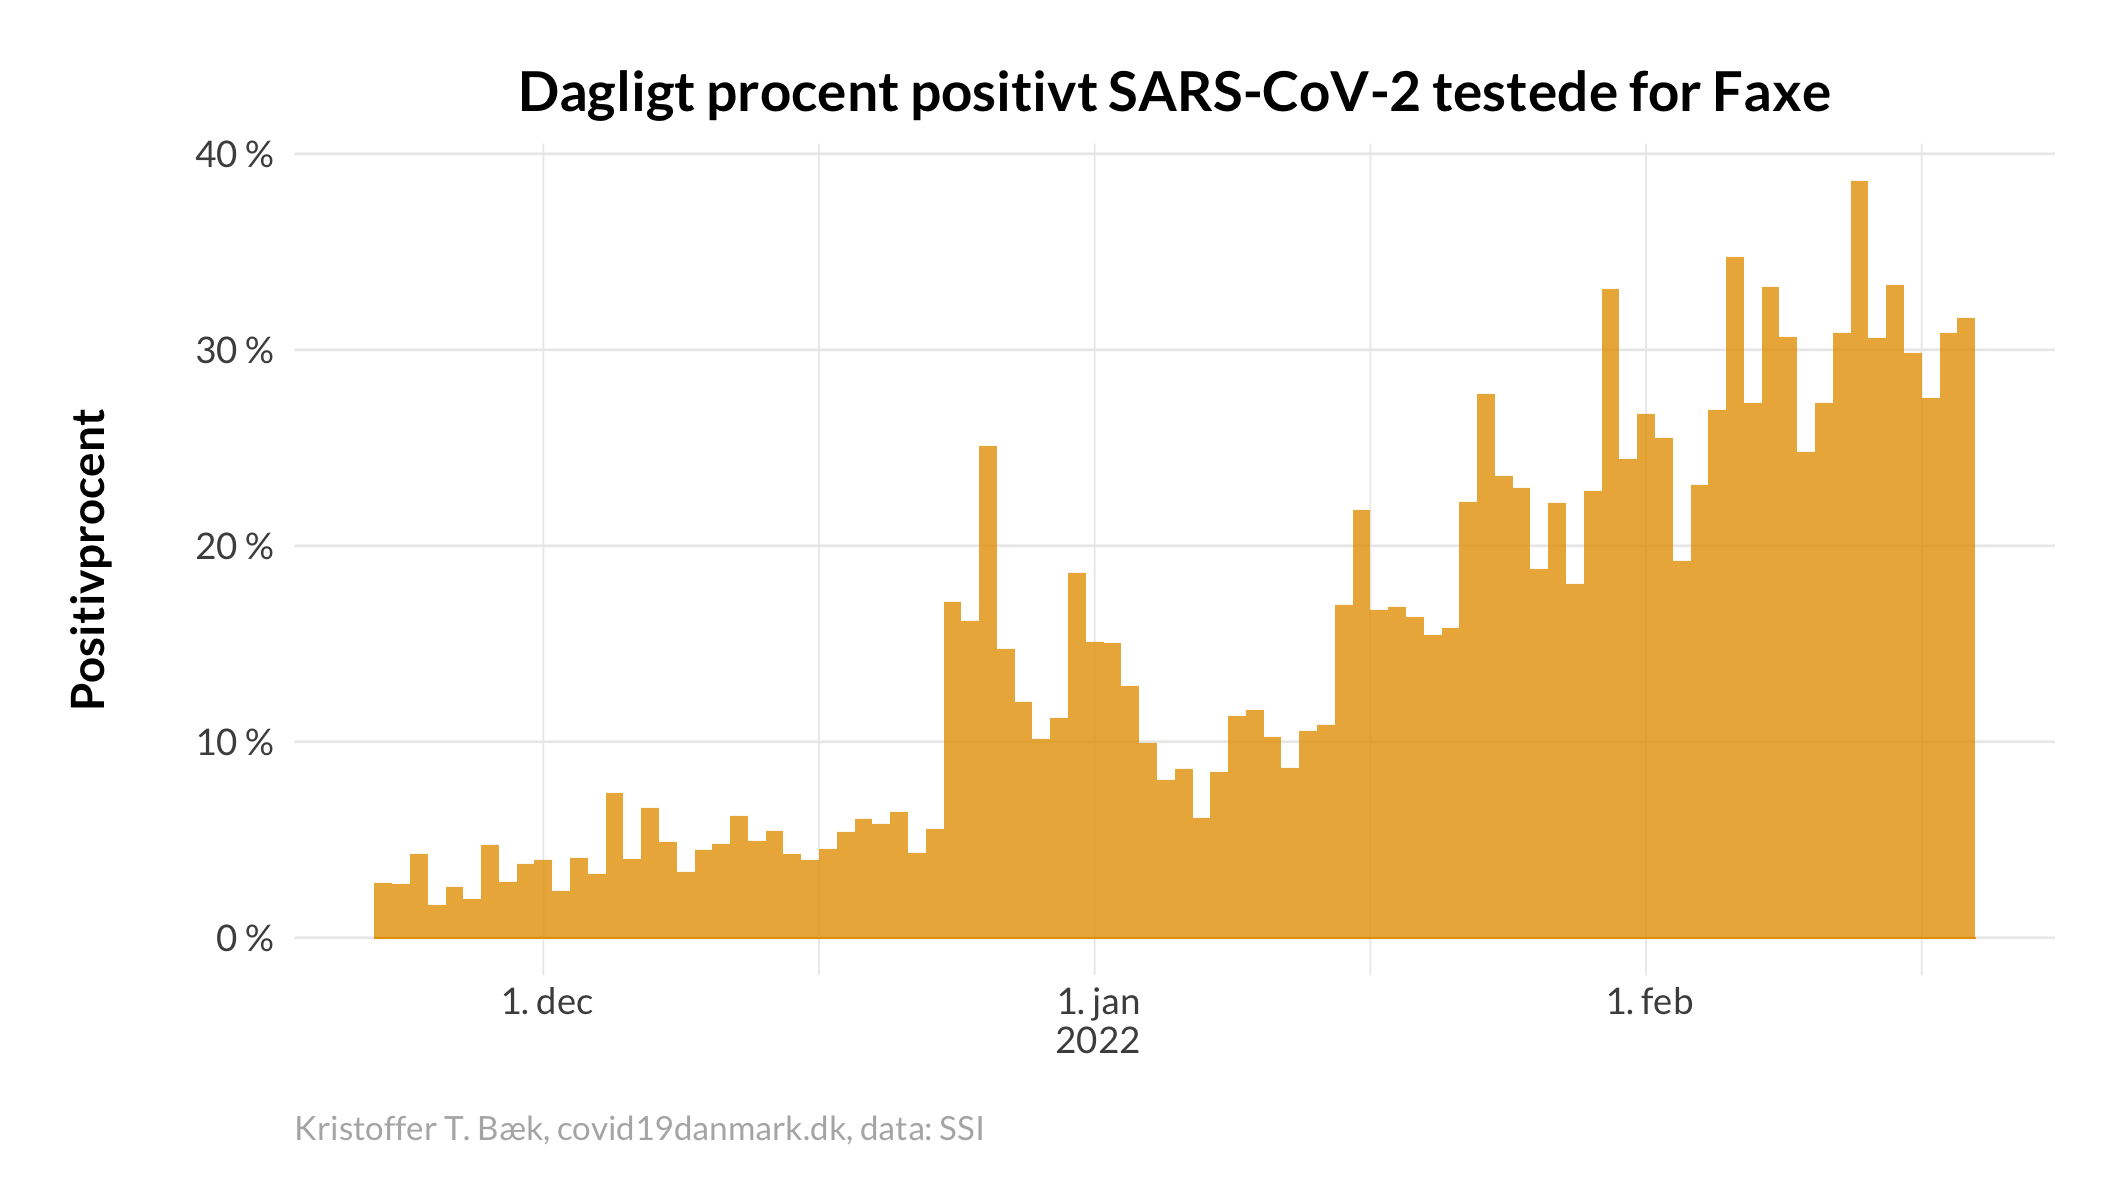 Dagligt procent positivt SARS-CoV-2 testede for Faxe
Positivprocent
40 %
30 %
20 %
10 %
0 %
1. dec
1. jan
2022
1. feb
Kristoffer T. Bæk, covid19danmark.dk, data: SSI